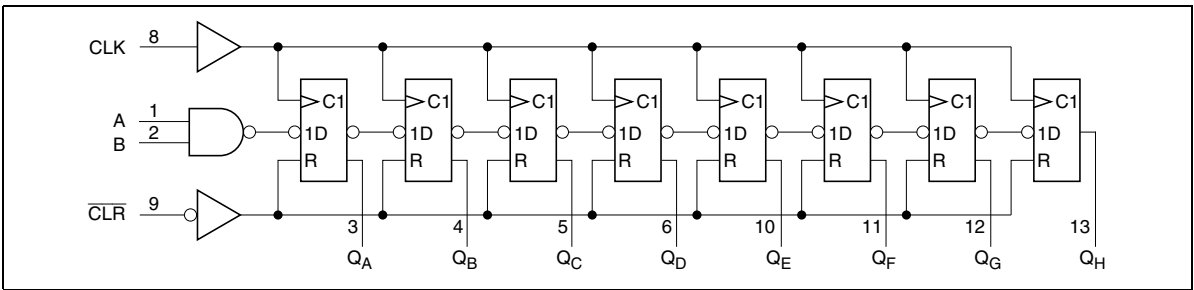 CLK 8
C1 C1 C1 C1 C1 C1 C1 C1
A 1
B 2
1D 1D 1D 1D 1D 1D 1D 1D
R R R R R R R R
CLR 9
3 4 5 6 10 11 12 13
QA QB QC QD QE QF QG QH